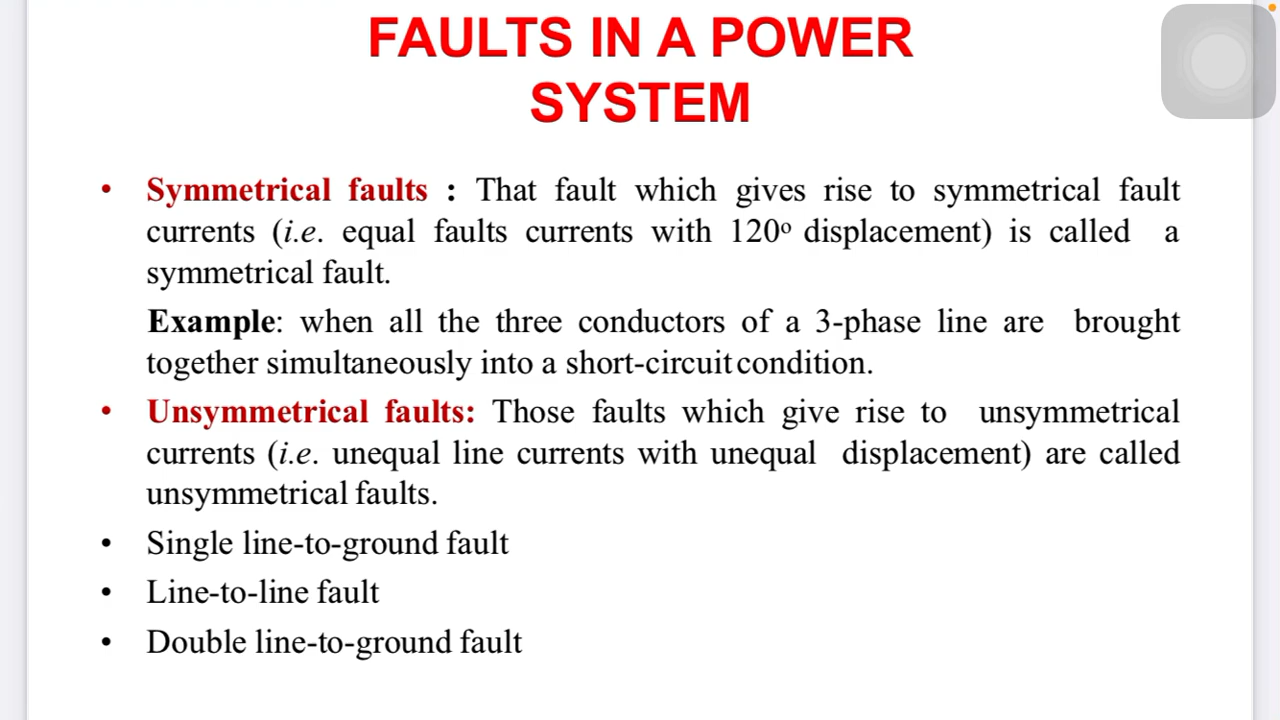 FAULTS IN A POWER
SYSTEM
• Symmetrical faults : That fault which gives rise to symmetrical fault
currents (i.e. equal faults currents with 120º displacement) is called a
symmetrical fault.
Example: when all the three conductors of a 3-phase line are brought
together simultaneously into a short-circuit condition.
• Unsymmetrical faults: Those faults which give rise to unsymmetrical
currents (i.e. unequal line currents with unequal displacement) are called
unsymmetrical faults.
• Single line-to-ground fault
• Line-to-line fault
• Double line-to-ground fault